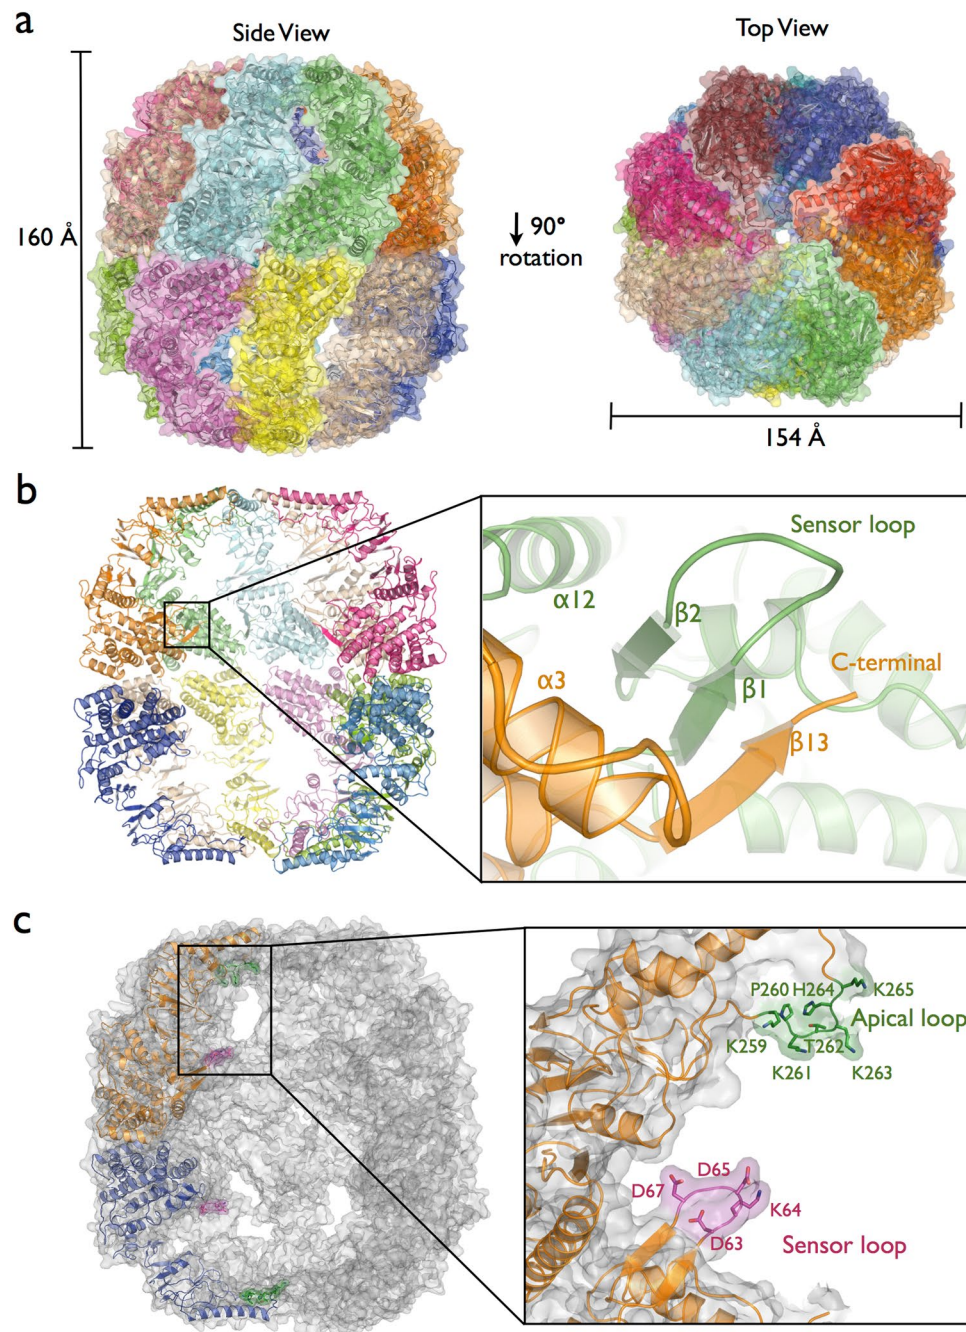 a
Side View
Top View
160 Å
↓ 90°
rotation
154 Å
b
Sensor loop
α12
β2
C-terminal
α3
β1
β13
c
P260 H264 K265
Apical loop
K259 T262
K261 K263
D65
D67
K64
D63
Sensor loop